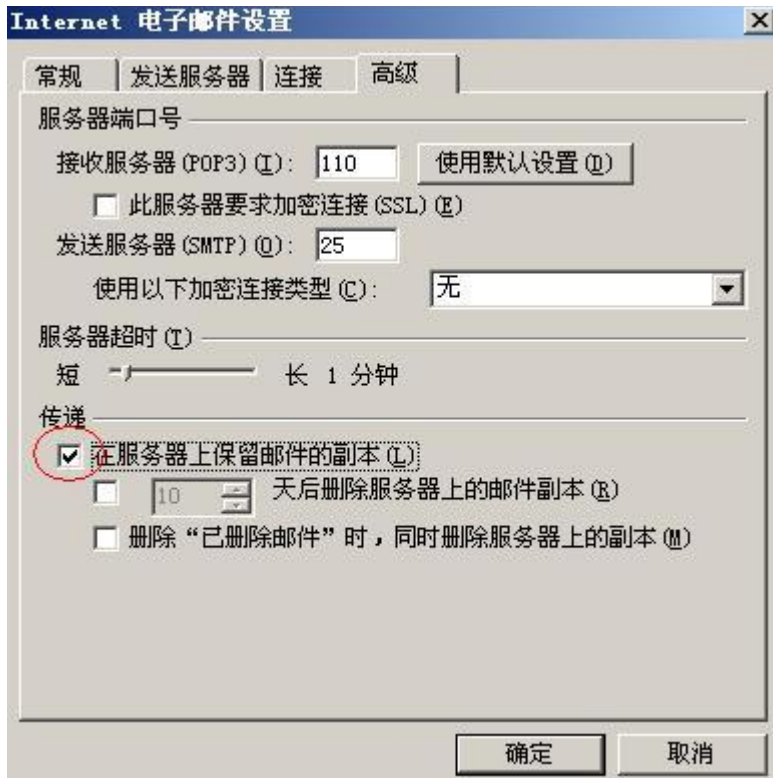 Internet 电子邮件设置
常规 发送服务器 连接 高级
服务器端口号
接收服务器(POP3)(I): 110 使用默认设置(D)
此服务器要求加密连接(SSL)(E)
发送服务器(SMTP)(O): 25
使用以下加密连接类型(C): 无
服务器超时(T)
短 长 1 分钟
传递
在服务器上保留邮件的副本(L)
10 天后删除服务器上的邮件副本(R)
删除“已删除邮件”时，同时删除服务器上的副本(M)
确定 取消